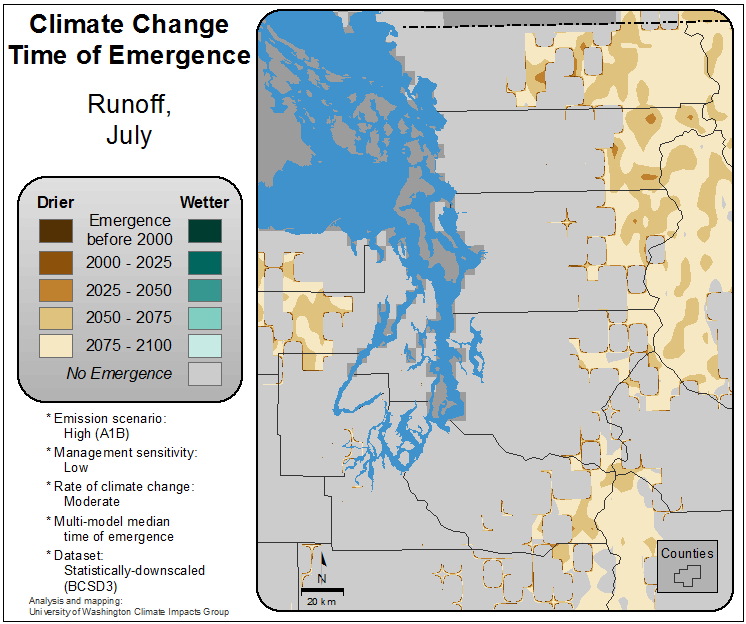 Climate Change
Time of Emergence
Runoff,
July
Drier
Wetter
Emergence
before 2000
2000 - 2025
2025 - 2050
2050 - 2075
2075 - 2100
No Emergence
* Emission scenario:
High (A1B)
* Management sensitivity:
Low
* Rate of climate change:
Moderate
* Multi-model median
time of emergence
* Dataset:
Statistically-downscaled
(BCSD3)
Analysis and mapping:
University of Washington Climate Impacts Group
N
20 km
Counties